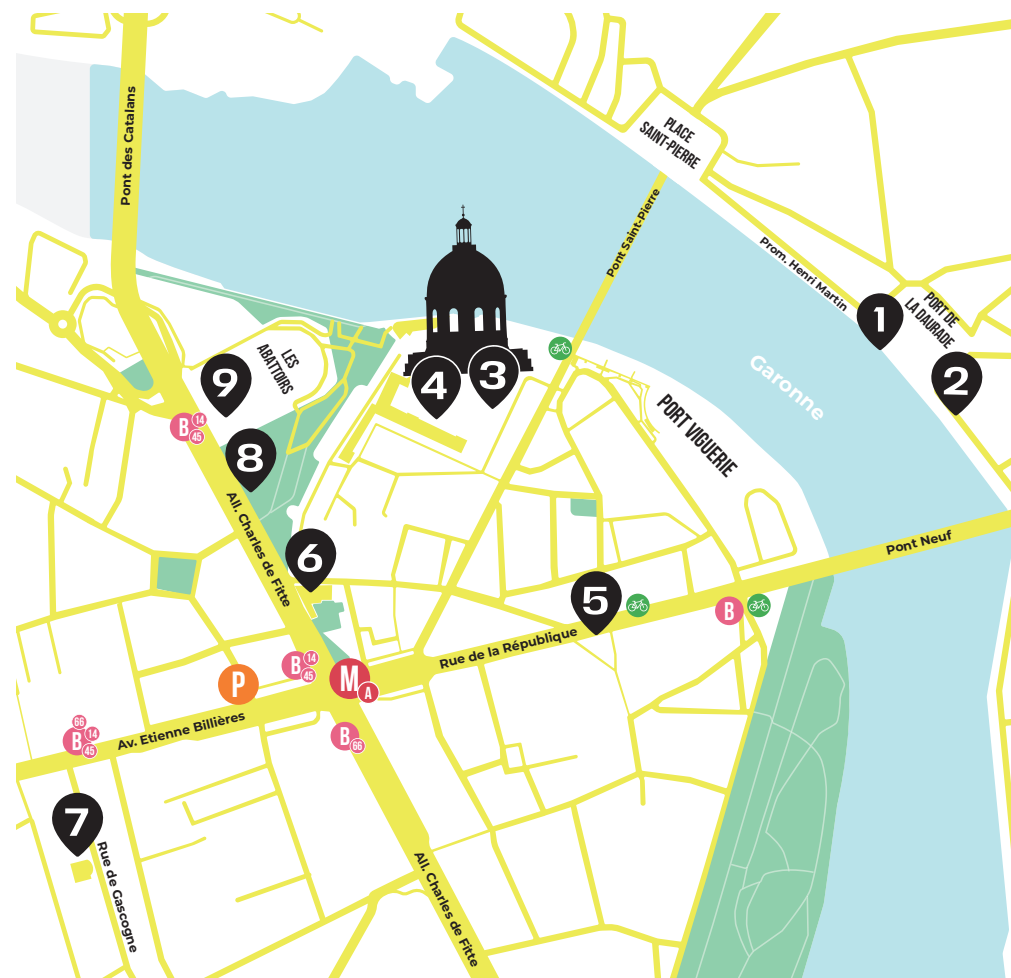 Pont des Catalans
PLACE
SAINT-PIERRE
Pont Saint-Pierre
Prom. Henri Martin
PORT DE
LA DAURADE
1
2
Garonne
LES
ABATTOIRS
9
4
3
PORT VIGUERIE
B
14
45
8
All. Charles de Fitte
6
Pont Neuf
5
B
Rue de la République
B
14
45
P
M
A
66
B
14
45
Av. Etienne Billières
B
66
7
Rue de Gascogne
All. Charles de Fitte